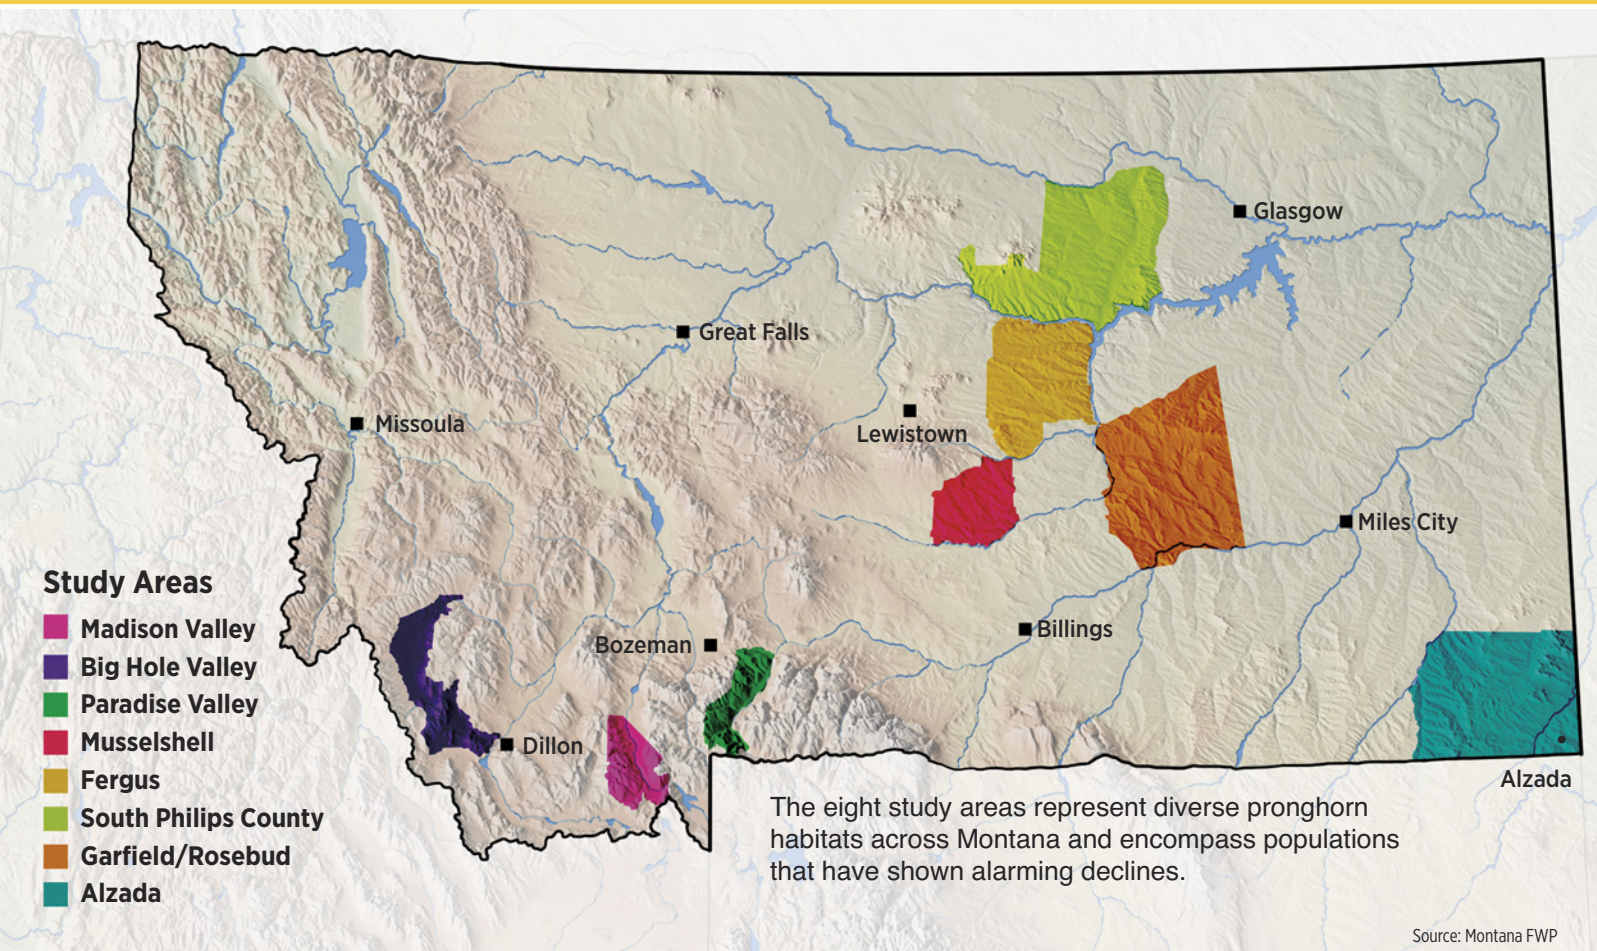 Glasgow
Great Falls
Lewistown
Missoula
Miles City
Billings
Bozeman
Dillon
Alzada
Study Areas
Madison Valley
Big Hole Valley
Paradise Valley
Musselshell
Fergus
South Philips County
Garfield/Rosebud
Alzada
The eight study areas represent diverse pronghorn
habitats across Montana and encompass populations
that have shown alarming declines.
Source: Montana FWP